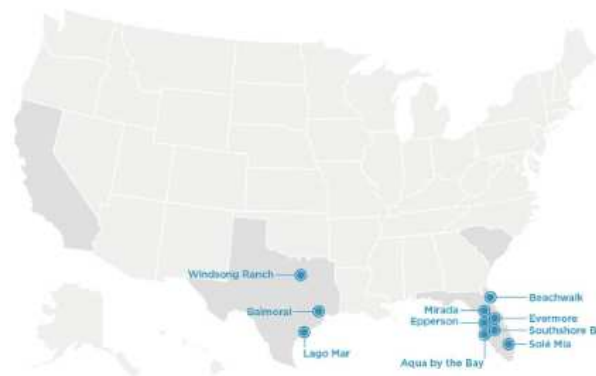 Windsong Ranch
Balmoral
Lago Mar
Beachwalk
Mirada
Epperson
Evermore
Southshore B
Aqua by the Bay
Solé Mia